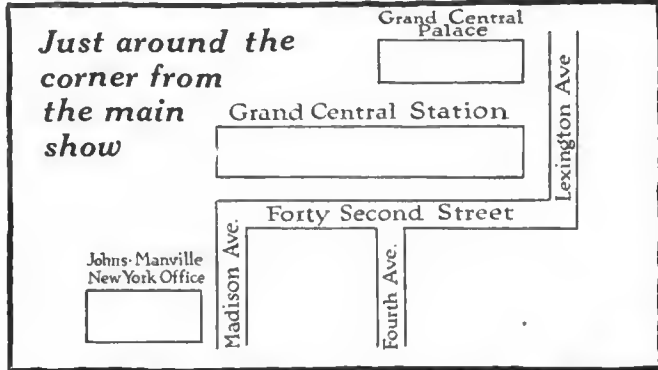 Just around the
corner from
the main
show
Grand Central
Palace
Grand Central Station
Lexington Ave
Forty Second Street
Johns-Manville
New York Office
Madison Ave.
Fourth Ave.